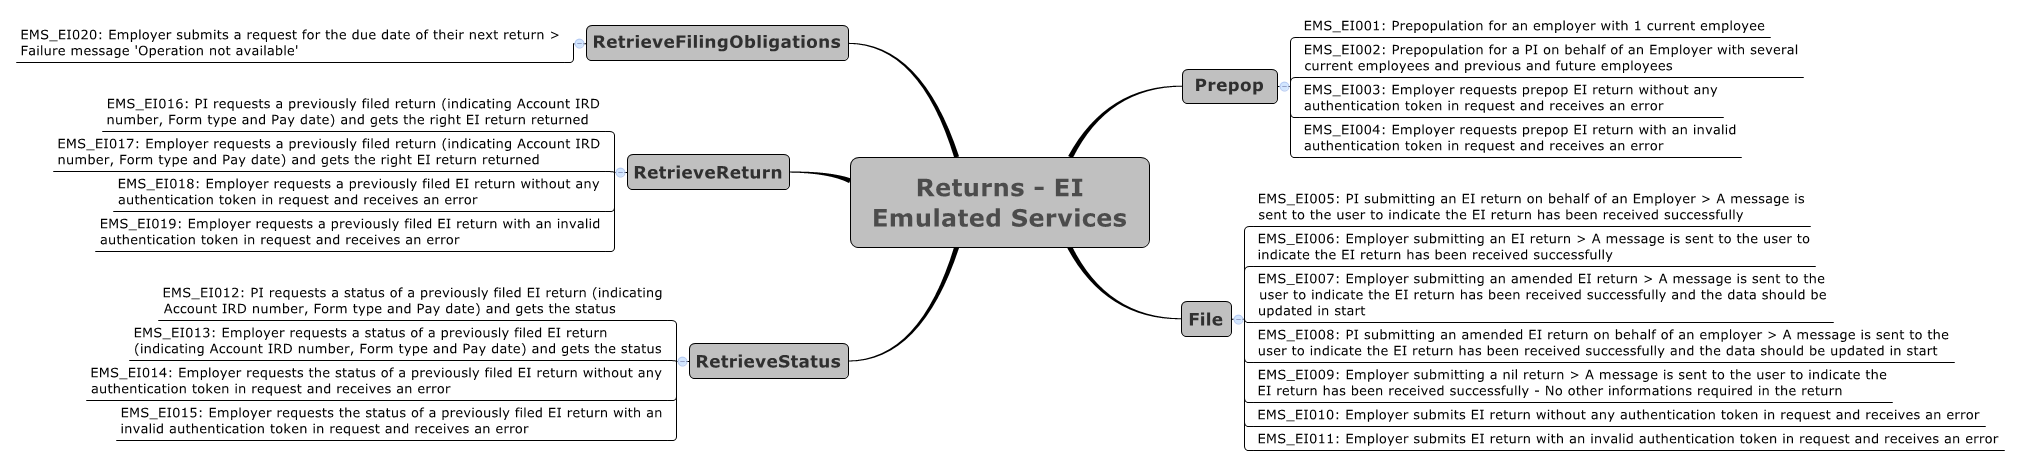 Returns - EI
Emulated Services
Prepop
EMS_EI001: Prepopulation for an employer with 1 current employee
EMS_EI002: Prepopulation for a PI on behalf of an Employer with several
current employees and previous and future employees
EMS_EI003: Employer requests prepop EI return without any
authentication token in request and receives an error
EMS_EI004: Employer requests prepop EI return with an invalid
authentication token in request and receives an error
File
EMS_EI005: PI submitting an EI return on behalf of an Employer > A message is
sent to the user to indicate the EI return has been received successfully
EMS_EI006: Employer submitting an EI return > A message is sent to the user to
indicate the EI return has been received successfully
EMS_EI007: Employer submitting an amended EI return > A message is sent to the
user to indicate the EI return has been received successfully and the data should be
updated in start
EMS_EI008: PI submitting an amended EI return on behalf of an employer > A message is sent to the
user to indicate the EI return has been received successfully and the data should be updated in start
EMS_EI009: Employer submitting a nil return > A message is sent to the user to indicate the
EI return has been received successfully - No other informations required in the return
EMS_EI010: Employer submits EI return without any authentication token in request and receives an error
EMS_EI011: Employer submits EI return with an invalid authentication token in request and receives an error
RetrieveStatus
EMS_EI012: PI requests a status of a previously filed EI return (indicating
Account IRD number, Form type and Pay date) and gets the status
EMS_EI013: Employer requests a status of a previously filed EI return
(indicating Account IRD number, Form type and Pay date) and gets the status
EMS_EI014: Employer requests the status of a previously filed EI return without any
authentication token in request and receives an error
EMS_EI015: Employer requests the status of a previously filed EI return with an
invalid authentication token in request and receives an error
RetrieveReturn
EMS_EI016: PI requests a previously filed return (indicating Account IRD
number, Form type and Pay date) and gets the right EI return returned
EMS_EI017: Employer requests a previously filed return (indicating Account IRD
number, Form type and Pay date) and gets the right EI return returned
EMS_EI018: Employer requests a previously filed EI return without any
authentication token in request and receives an error
EMS_EI019: Employer requests a previously filed EI return with an invalid
authentication token in request and receives an error
RetrieveFilingObligations
EMS_EI020: Employer submits a request for the due date of their next return >
Failure message 'Operation not available'